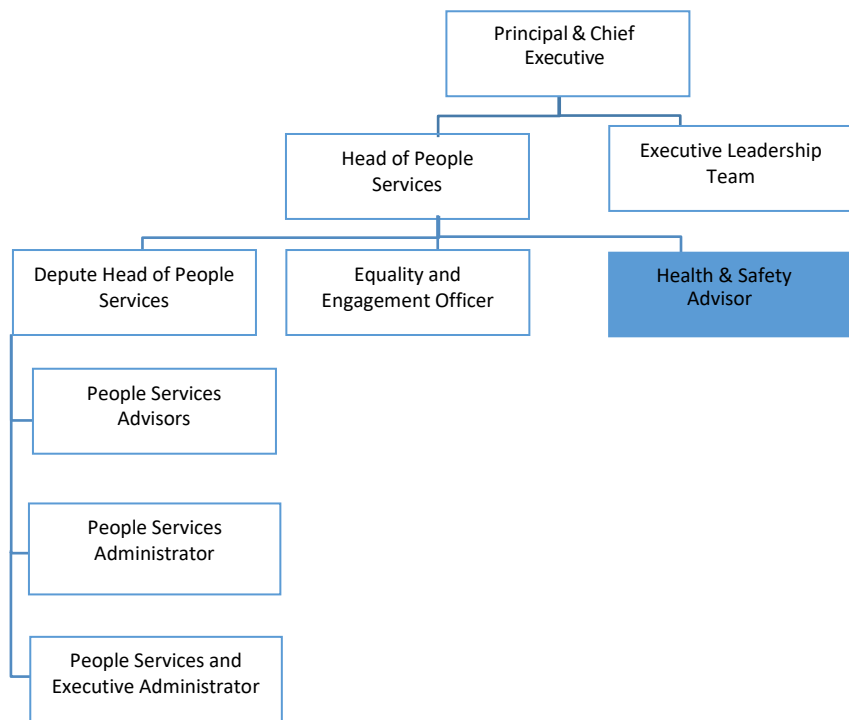 Principal & Chief
Executive
Head of People
Services
Executive Leadership
Team
Depute Head of People
Services
Equality and
Engagement Officer
Health & Safety
Advisor
People Services
Advisors
People Services
Administrator
People Services and
Executive Administrator